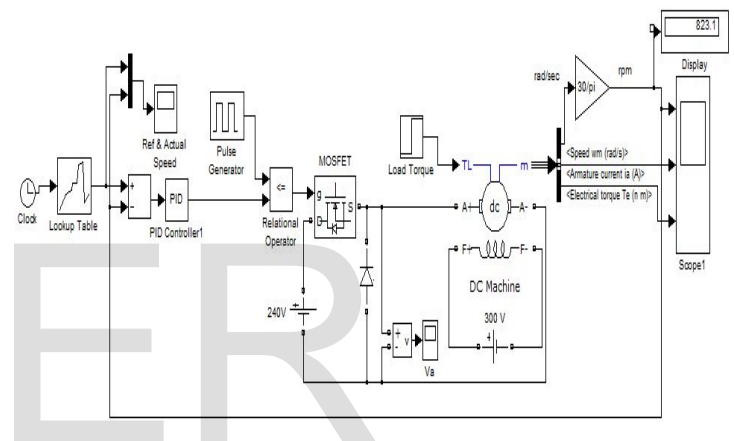 823.1
Display
rad/sec
rpm
30/pi
Ref & Actual
Speed
Pulse
Generator
MOSFET
Load Torque
TL
m
<Speed wm (rad/s)>
<Armature current ia (A)>
<Electrical torque Te (n m)>
Clock
Lookup Table
+
−
PID
PID Controller1
<=
Relational
Operator
g
D
S
A+
dc
A-
Scope1
F+
F-
DC Machine
240V
+
300 V
+
+
-
v
Va
ER